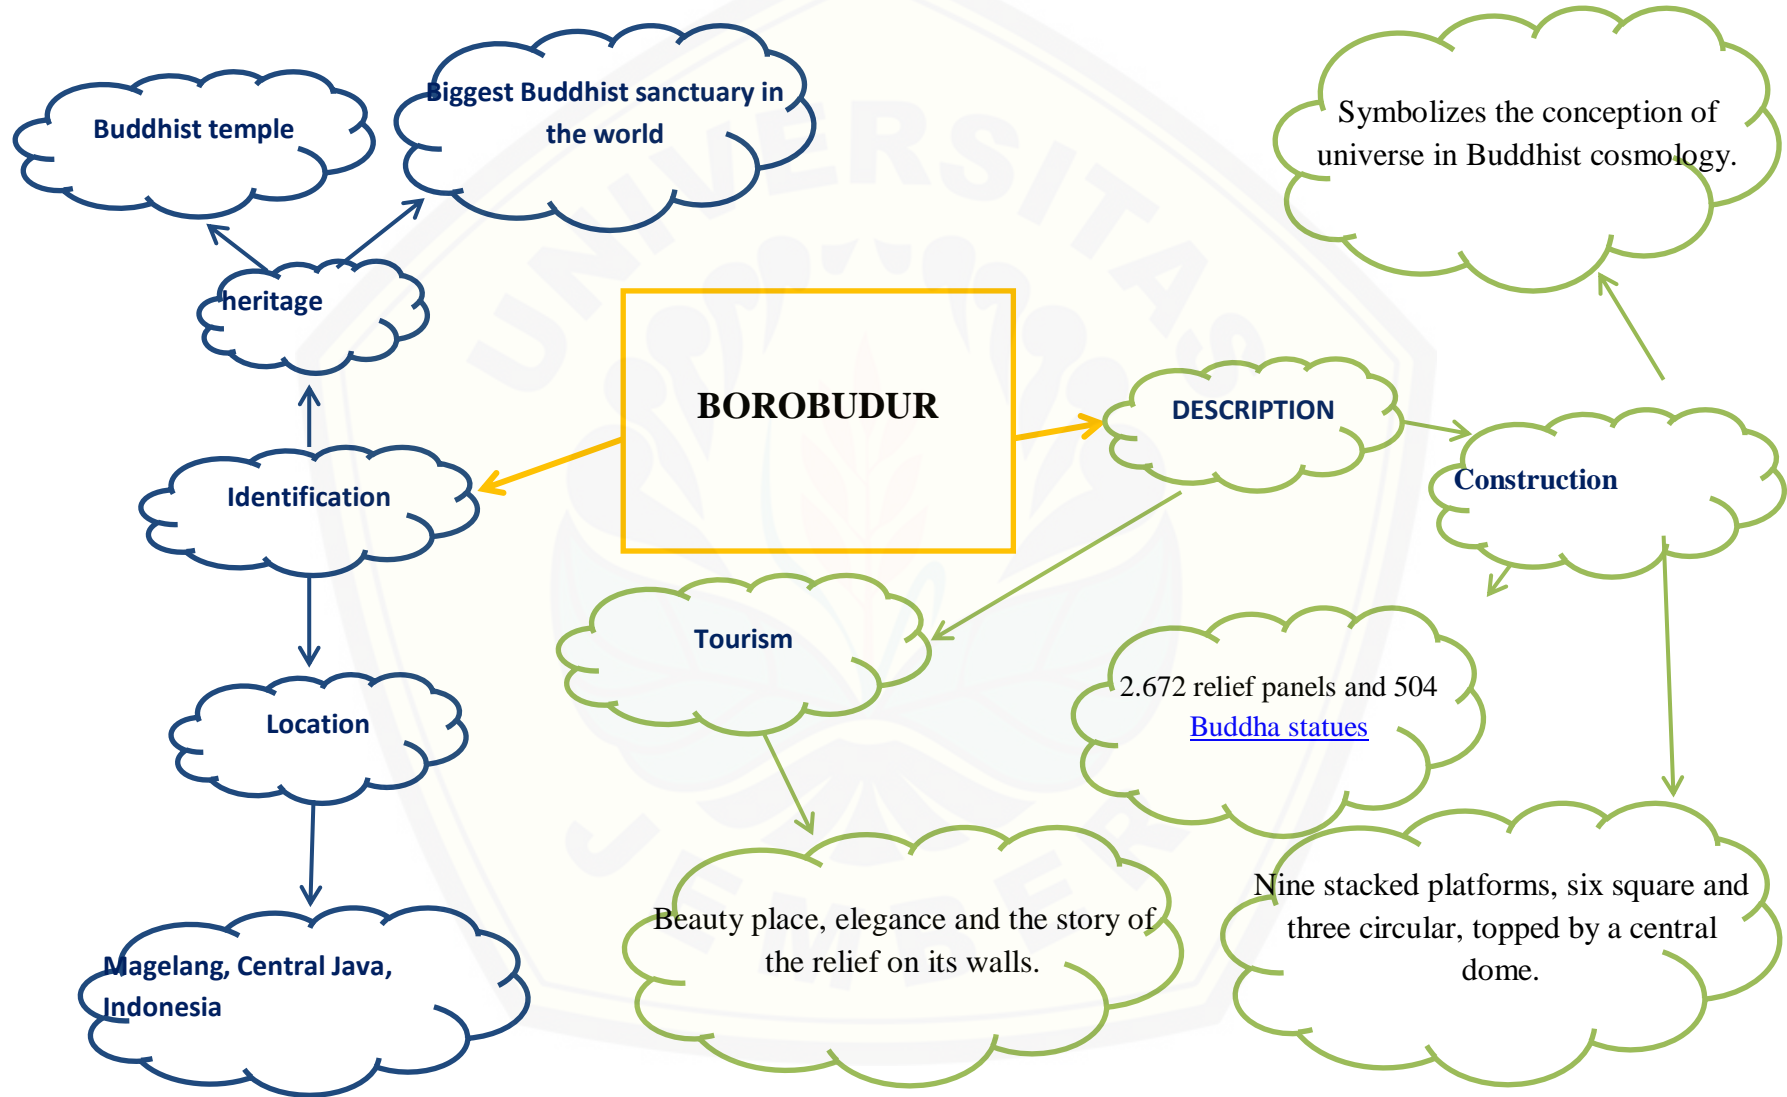 Buddhist temple
Biggest Buddhist sanctuary in
the world
Symbolizes the conception of
universe in Buddhist cosmology.
heritage
BOROBUDUR
DESCRIPTION
Identification
Construction
Tourism
2.672 relief panels and 504
Buddha statues
Location
Nine stacked platforms, six square and
three circular, topped by a central
dome.
Beauty place, elegance and the story of
the relief on its walls.
Magelang, Central Java,
Indonesia
UNIVERSITAS
JEMBER